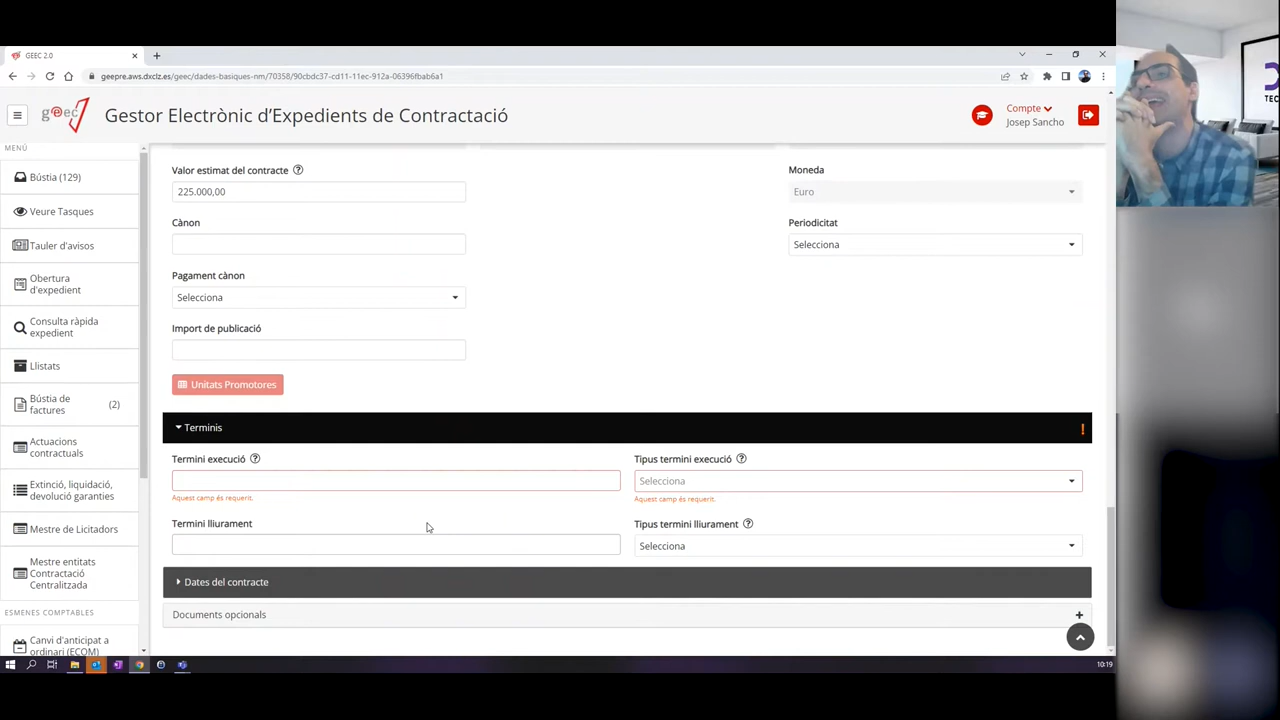 GEEC 2.0
geepre.aws.dxclz.es/geec/dades-basiques-nm/70358/90cbdc37-cd11-11ec-912a-06396fbab6a1
geec
Gestor Electrònic d'Expedients de Contractació
Compte
Josep Sancho
MENÚ
Bústia (129)
Veure Tasques
Tauler d'avisos
Obertura
d'expedient
Consulta ràpida
expedient
Llistats
Bústia de
factures (2)
Actuacions
contractuals
Extinció, liquidació,
devolució garanties
Mestre de Licitadors
Mestre entitats
Contractació
Centralitzada
ESMENES COMPTABLES
Canvi d'anticipat a
ordinari (ECOM)
Valor estimat del contracte
225.000,00
Moneda
Euro
Cànon
Periodicitat
Selecciona
Pagament cànon
Selecciona
Import de publicació
Unitats Promotores
Terminis !
Termini execució
Tipus termini execució
Selecciona
Aquest camp és requerit.
Aquest camp és requerit.
Termini lliurament
Tipus termini lliurament
Selecciona
Dates del contracte
Documents opcionals +
10:19
TEC